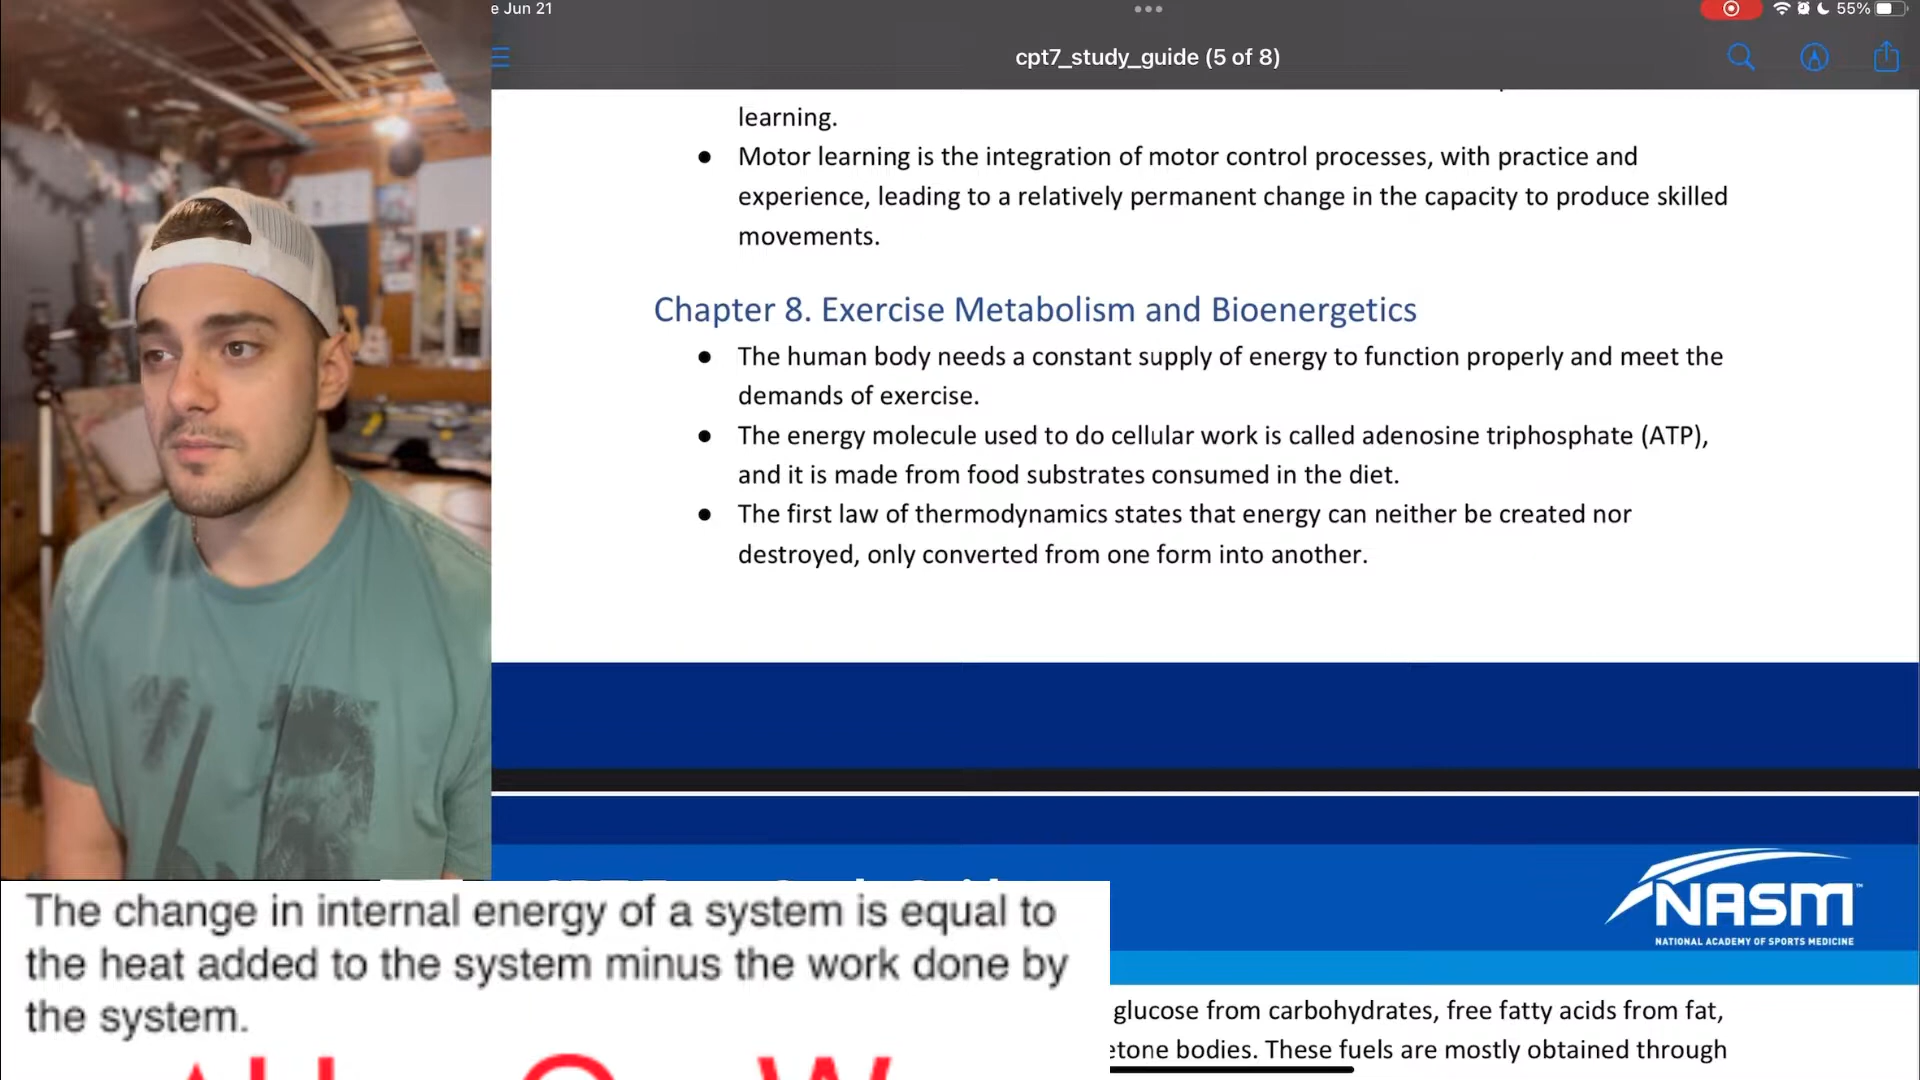 e Jun 21
55%
cpt7_study_guide (5 of 8)
learning.
● Motor learning is the integration of motor control processes, with practice and
experience, leading to a relatively permanent change in the capacity to produce skilled
movements.
Chapter 8. Exercise Metabolism and Bioenergetics
● The human body needs a constant supply of energy to function properly and meet the
demands of exercise.
● The energy molecule used to do cellular work is called adenosine triphosphate (ATP),
and it is made from food substrates consumed in the diet.
● The first law of thermodynamics states that energy can neither be created nor
destroyed, only converted from one form into another.
NASM™
NATIONAL ACADEMY OF SPORTS MEDICINE
The change in internal energy of a system is equal to
the heat added to the system minus the work done by
the system.
glucose from carbohydrates, free fatty acids from fat,
etone bodies. These fuels are mostly obtained through